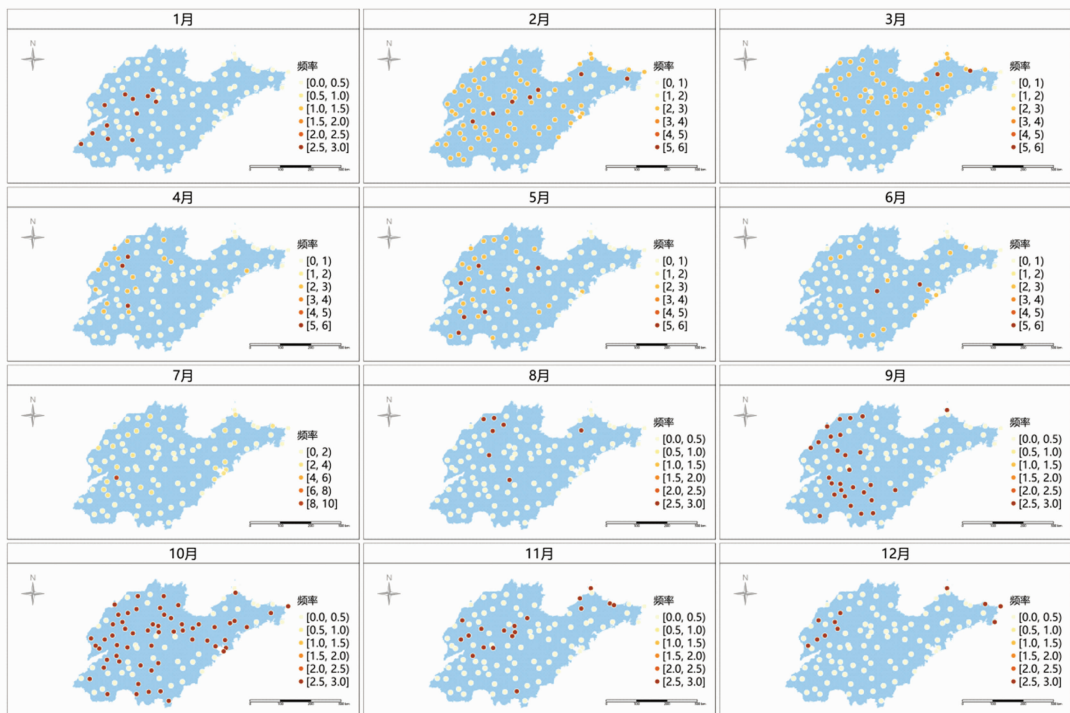 1月
N
频率
[0.0, 0.5)
[0.5, 1.0)
[1.0, 1.5)
[1.5, 2.0)
[2.0, 2.5)
[2.5, 3.0]
2月
N
频率
[0, 1)
[1, 2)
[2, 3)
[3, 4)
[4, 5)
[5, 6]
3月
N
频率
[0, 1)
[1, 2)
[2, 3)
[3, 4)
[4, 5)
[5, 6]
4月
N
频率
[0, 1)
[1, 2)
[2, 3)
[3, 4)
[4, 5)
[5, 6]
5月
N
频率
[0, 1)
[1, 2)
[2, 3)
[3, 4)
[4, 5)
[5, 6]
6月
N
频率
[0, 1)
[1, 2)
[2, 3)
[3, 4)
[4, 5)
[5, 6]
7月
N
频率
[0, 2)
[2, 4)
[4, 6)
[6, 8)
[8, 10]
8月
N
频率
[0.0, 0.5)
[0.5, 1.0)
[1.0, 1.5)
[1.5, 2.0)
[2.0, 2.5)
[2.5, 3.0]
9月
N
频率
[0.0, 0.5)
[0.5, 1.0)
[1.0, 1.5)
[1.5, 2.0)
[2.0, 2.5)
[2.5, 3.0]
10月
N
频率
[0.0, 0.5)
[0.5, 1.0)
[1.0, 1.5)
[1.5, 2.0)
[2.0, 2.5)
[2.5, 3.0]
11月
N
频率
[0.0, 0.5)
[0.5, 1.0)
[1.0, 1.5)
[1.5, 2.0)
[2.0, 2.5)
[2.5, 3.0]
12月
N
频率
[0.0, 0.5)
[0.5, 1.0)
[1.0, 1.5)
[1.5, 2.0)
[2.0, 2.5)
[2.5, 3.0]